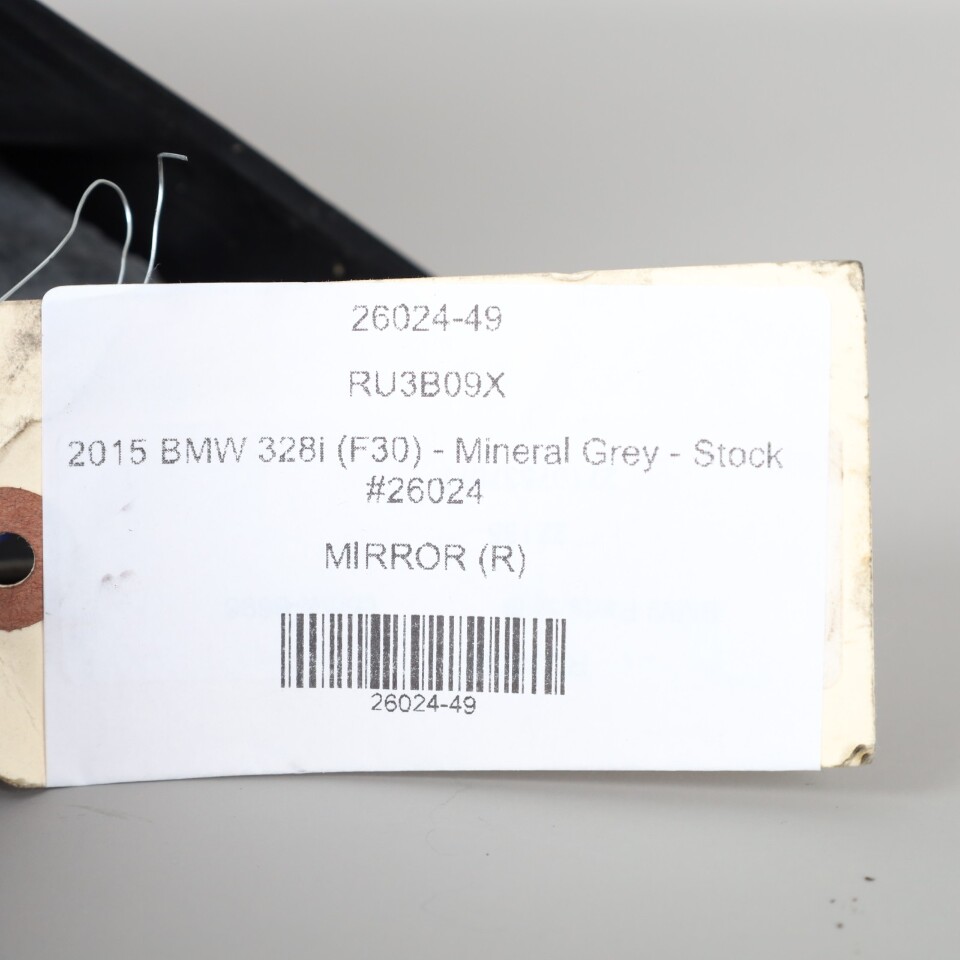 26024-49
RU3B09X
2015 BMW 328i (F30) - Mineral Grey - Stock
#26024
MIRROR (R)
26024-49